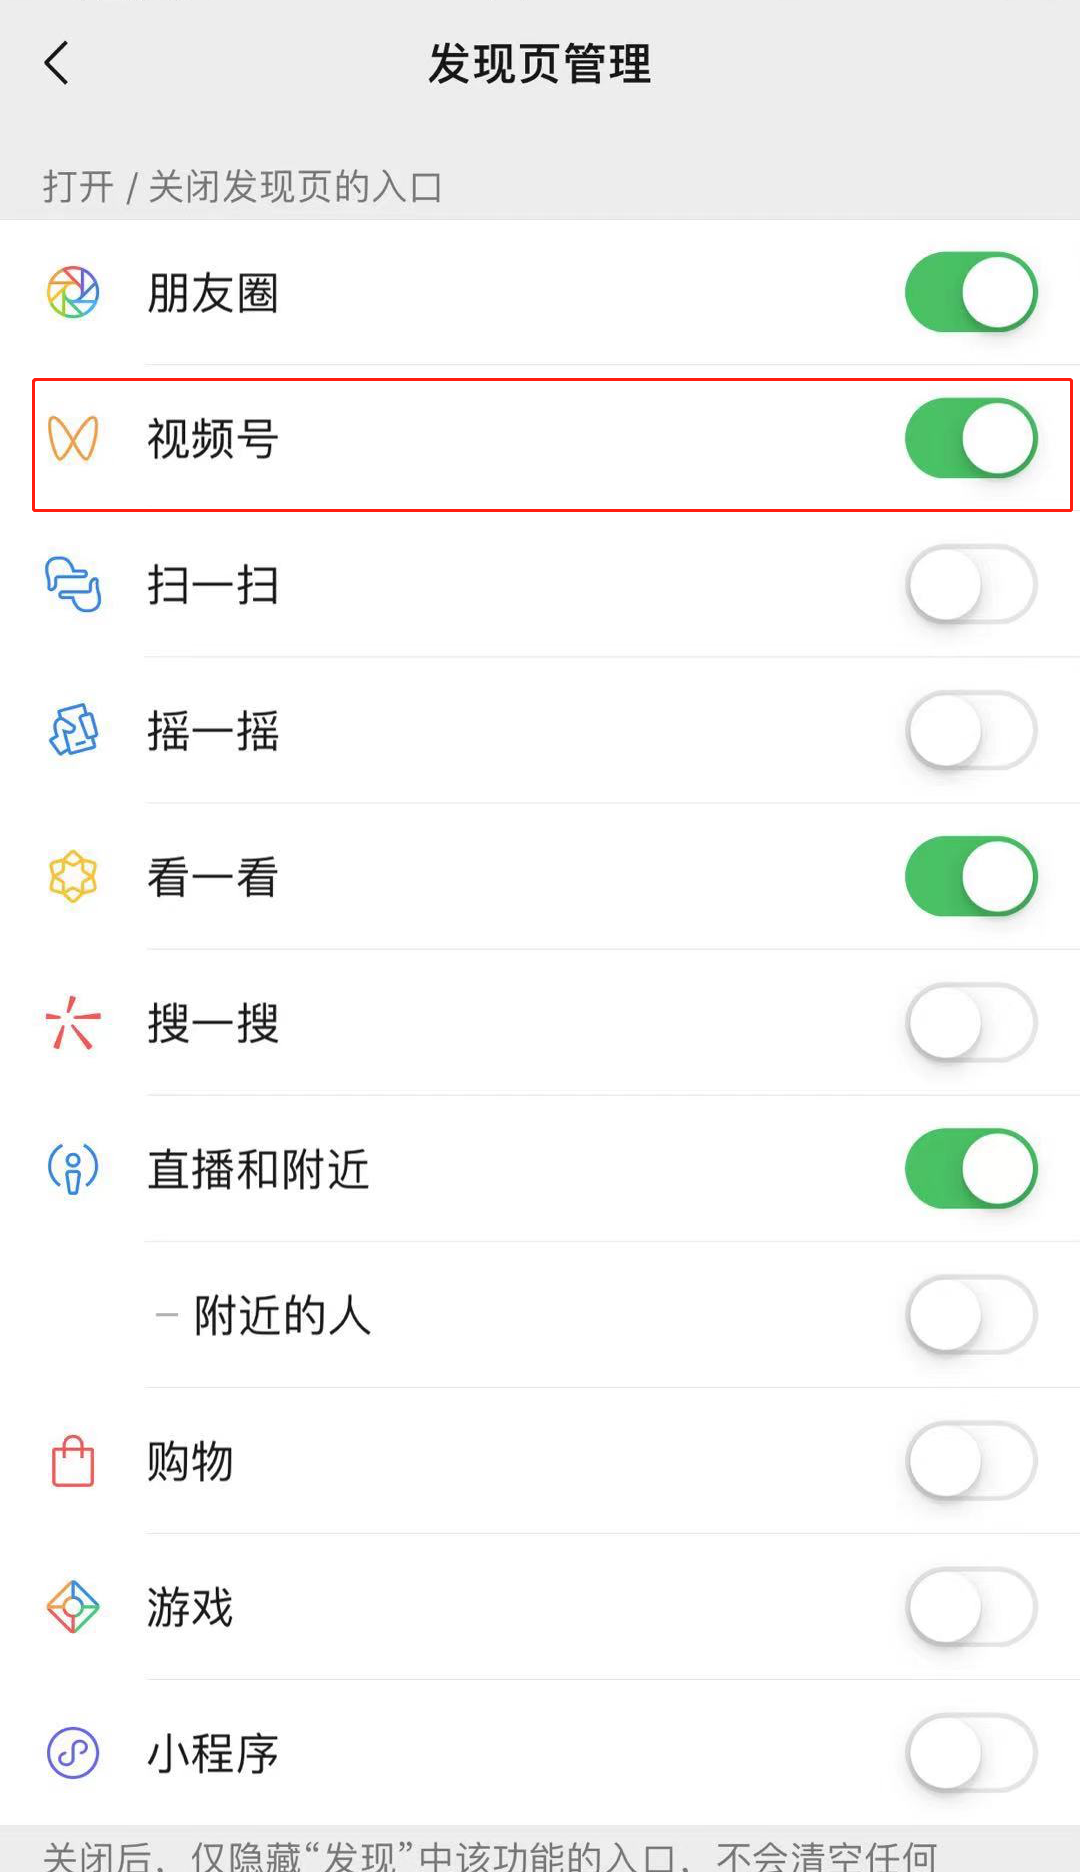 发现页管理
打开 / 关闭发现页的入口
朋友圈
视频号
扫一扫
摇一摇
看一看
搜一搜
直播和附近
– 附近的人
购物
游戏
小程序
关闭后，仅隐藏“发现”中该功能的入口，不会清空任何